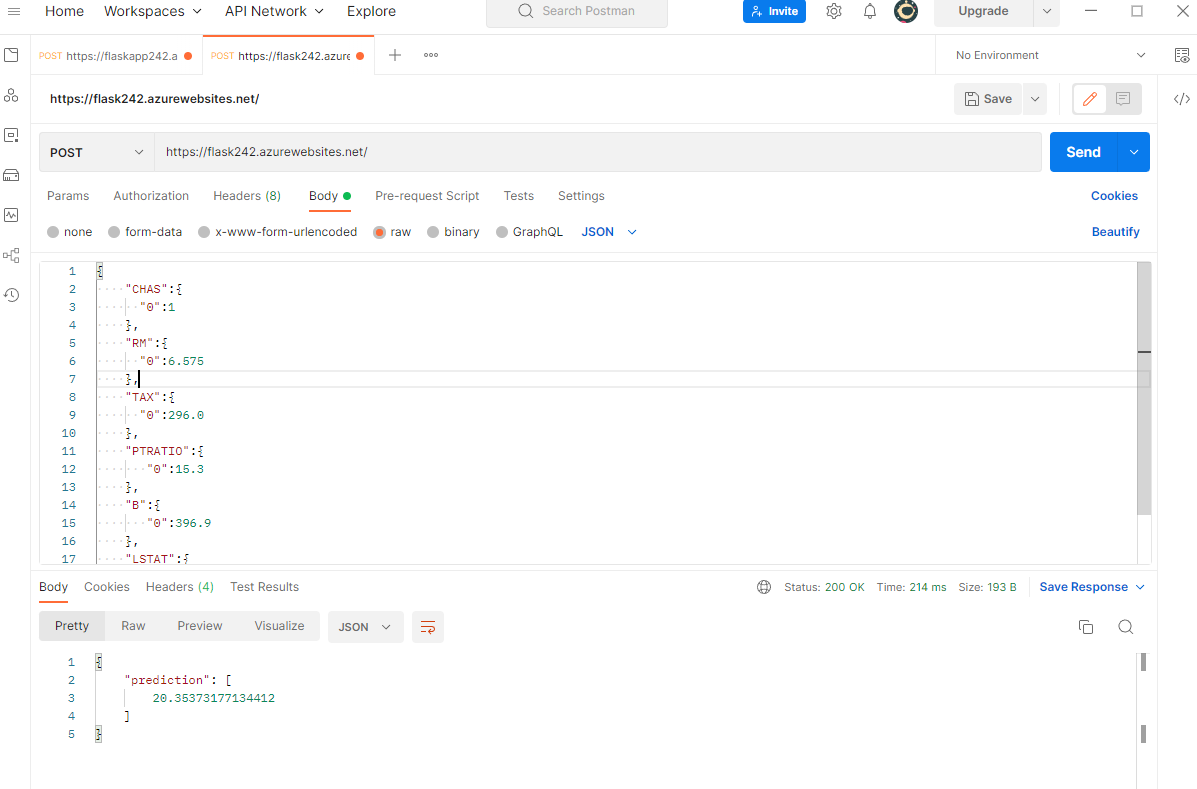 Home Workspaces API Network Explore Search Postman Invite Upgrade
POST https://flaskapp242.a POST https://flask242.azure No Environment
https://flask242.azurewebsites.net/ Save
POST https://flask242.azurewebsites.net/ Send
Params Authorization Headers (8) Body Pre-request Script Tests Settings Cookies
none form-data x-www-form-urlencoded raw binary GraphQL JSON Beautify
1 {
2 "CHAS":{
3 "0":1
4 },
5 "RM":{
6 "0":6.575
7 },
8 "TAX":{
9 "0":296.0
10 },
11 "PTRATIO":{
12 "0":15.3
13 },
14 "B":{
15 "0":396.9
16 },
17 "LSTAT":{
Body Cookies Headers (4) Test Results Status: 200 OK Time: 214 ms Size: 193 B Save Response
Pretty Raw Preview Visualize JSON
1 {
2 "prediction": [
3 20.35373177134412
4 ]
5 }